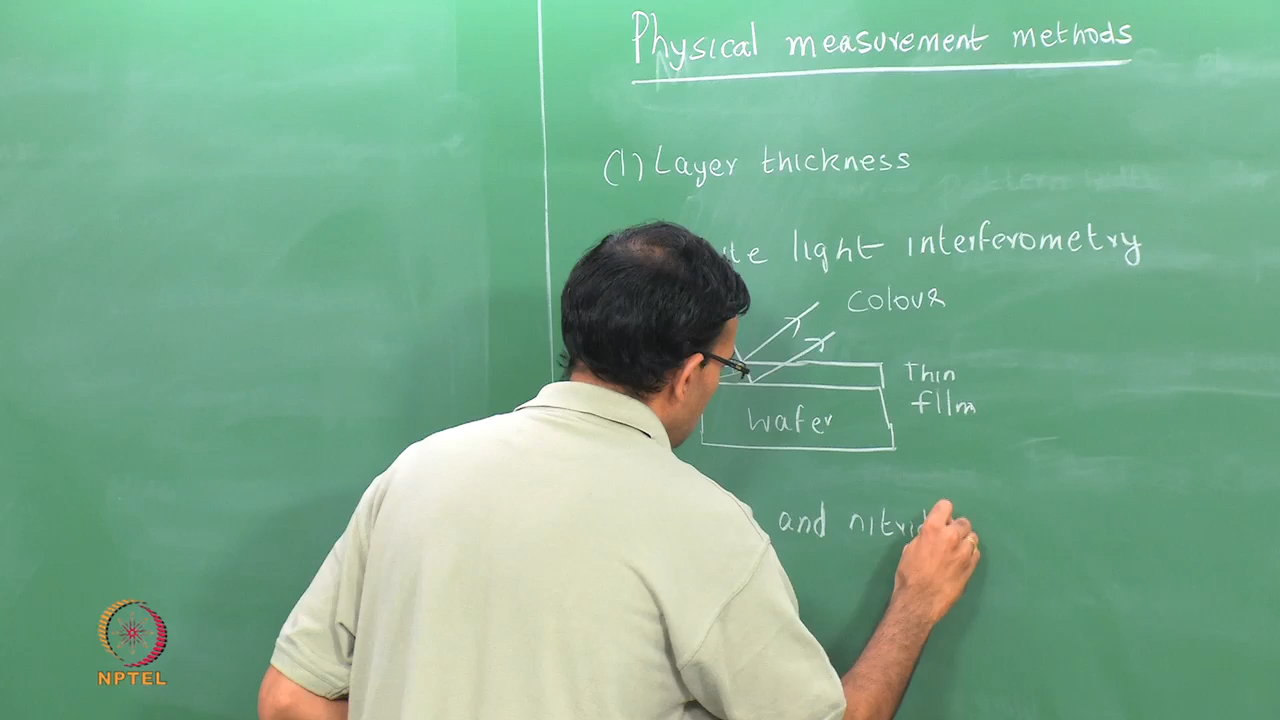 Physical measurement methods
(1) Layer thickness
light interferometry
Colour
Thin
film
Wafer
and
NPTEL